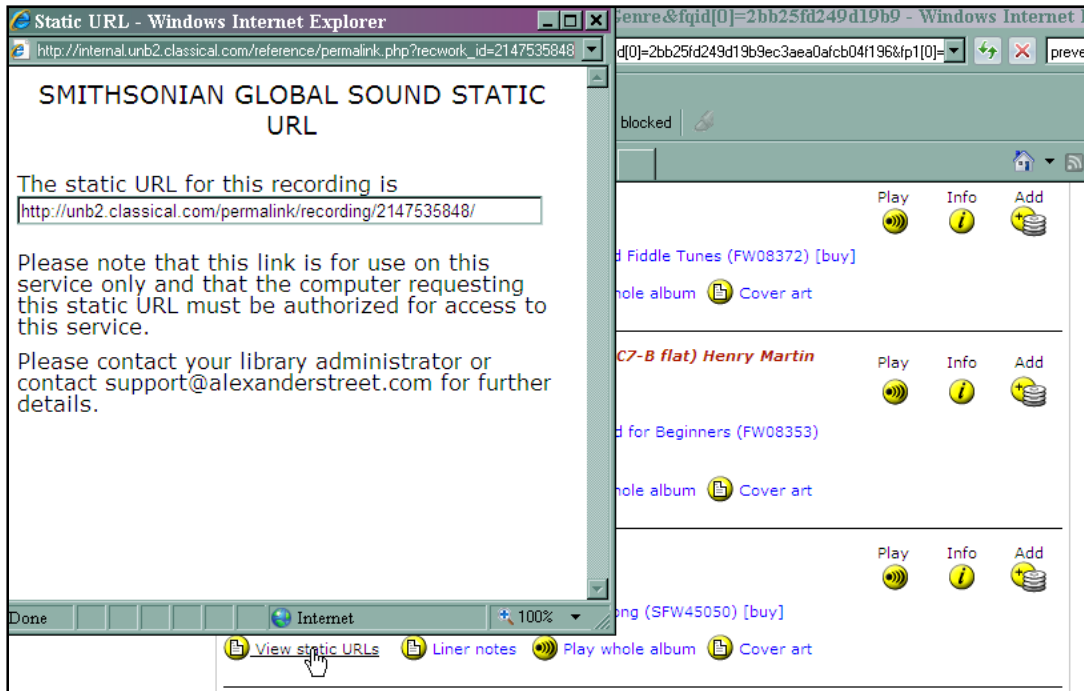 Static URL - Windows Internet Explorer
http://internal.unb2.classical.com/reference/permalink.php?recwork_id=2147535848
SMITHSONIAN GLOBAL SOUND STATIC
URL
The static URL for this recording is
http://unb2.classical.com/permalink/recording/2147535848/
Please note that this link is for use on this
service only and that the computer requesting
this static URL must be authorized for access to
this service.
Please contact your library administrator or
contact support@alexanderstreet.com for further
details.
Done Internet 100%
Genre&fqid[0]=2bb25fd249d19b9 - Windows Internet
d[0]=2bb25fd249d19b9ec3aea0afcb04f196&fp1[0]= preve
blocked
Play Info Add
d Fiddle Tunes (FW08372) [buy]
hole album Cover art
C7-B flat) Henry Martin
Play Info Add
d for Beginners (FW08353)
hole album Cover art
Play Info Add
ong (SFW45050) [buy]
View static URLs Liner notes Play whole album Cover art